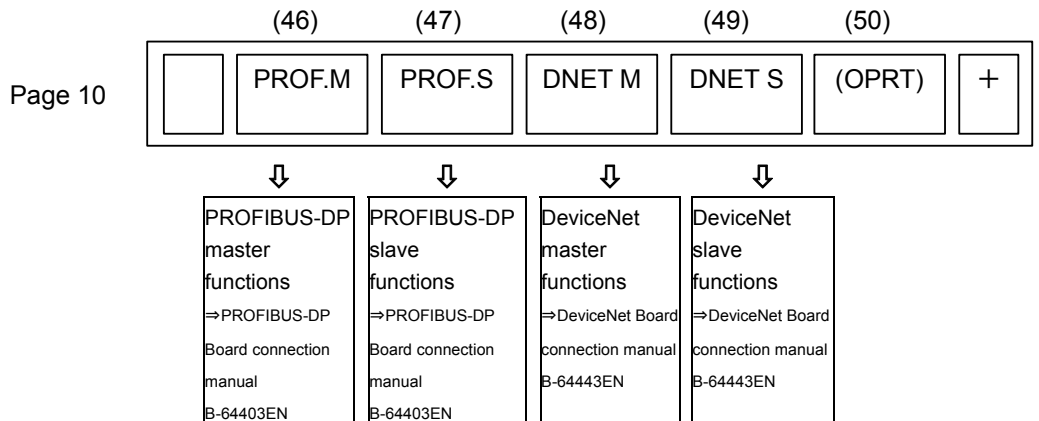 (46) (47) (48) (49) (50)
Page 10
PROF.M PROF.S DNET M DNET S (OPRT) +
⇩ ⇩ ⇩ ⇩
PROFIBUS-DP
master
functions
⇒PROFIBUS-DP
Board connection
manual
B-64403EN
PROFIBUS-DP
slave
functions
⇒PROFIBUS-DP
Board connection
manual
B-64403EN
DeviceNet
master
functions
⇒DeviceNet Board
connection manual
B-64443EN
DeviceNet
slave
functions
⇒DeviceNet Board
connection manual
B-64443EN